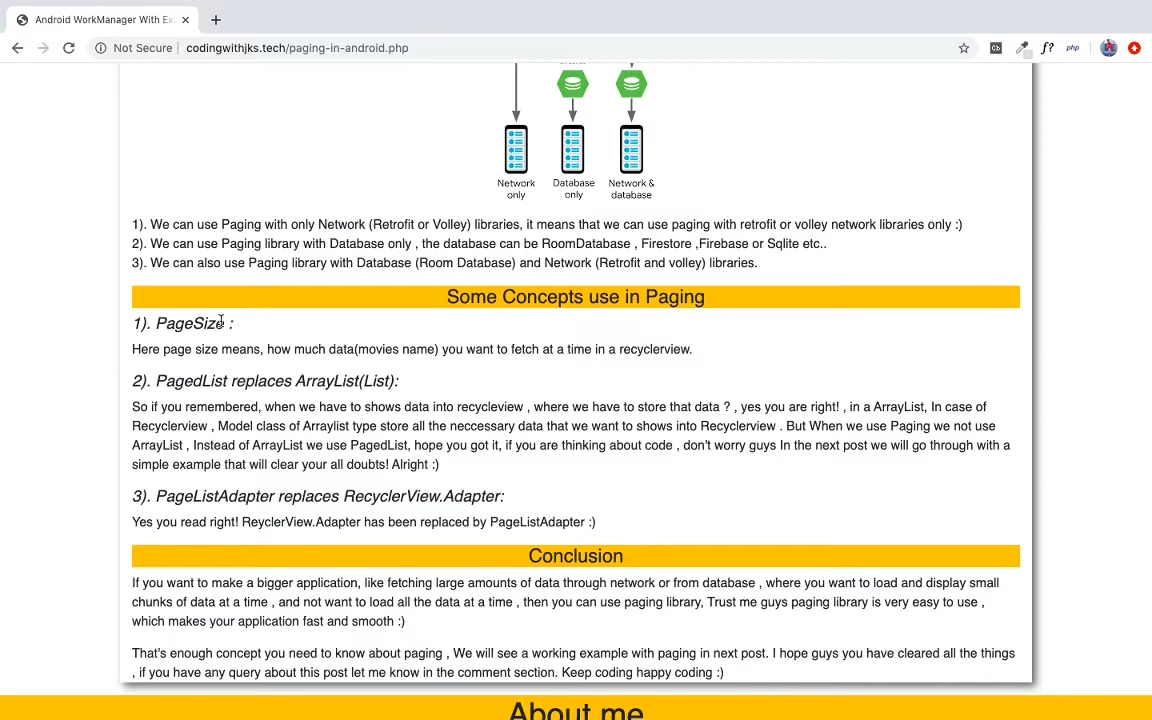 Android WorkManager With Ex
Not Secure
codingwithjks.tech/paging-in-android.php
Cb
f?
php
Network only
Database only
Network & database
1). We can use Paging with only Network (Retrofit or Volley) libraries, it means that we can use paging with retrofit or volley network libraries only :)
2). We can use Paging library with Database only , the database can be RoomDatabase , Firestore ,Firebase or Sqlite etc..
3). We can also use Paging library with Database (Room Database) and Network (Retrofit and volley) libraries.
Some Concepts use in Paging
1). PageSize :
Here page size means, how much data(movies name) you want to fetch at a time in a recyclerview.
2). PagedList replaces ArrayList(List):
So if you remembered, when we have to shows data into recycleview , where we have to store that data ? , yes you are right! , in a ArrayList, In case of
Recyclerview , Model class of Arraylist type store all the neccessary data that we want to shows into Recyclerview . But When we use Paging we not use
ArrayList , Instead of ArrayList we use PagedList, hope you got it, if you are thinking about code , don't worry guys In the next post we will go through with a
simple example that will clear your all doubts! Alright :)
3). PageListAdapter replaces RecyclerView.Adapter:
Yes you read right! ReyclerView.Adapter has been replaced by PageListAdapter :)
Conclusion
If you want to make a bigger application, like fetching large amounts of data through network or from database , where you want to load and display small
chunks of data at a time , and not want to load all the data at a time , then you can use paging library, Trust me guys paging library is very easy to use ,
which makes your application fast and smooth :)
That's enough concept you need to know about paging , We will see a working example with paging in next post. I hope guys you have cleared all the things
, if you have any query about this post let me know in the comment section. Keep coding happy coding :)
About me